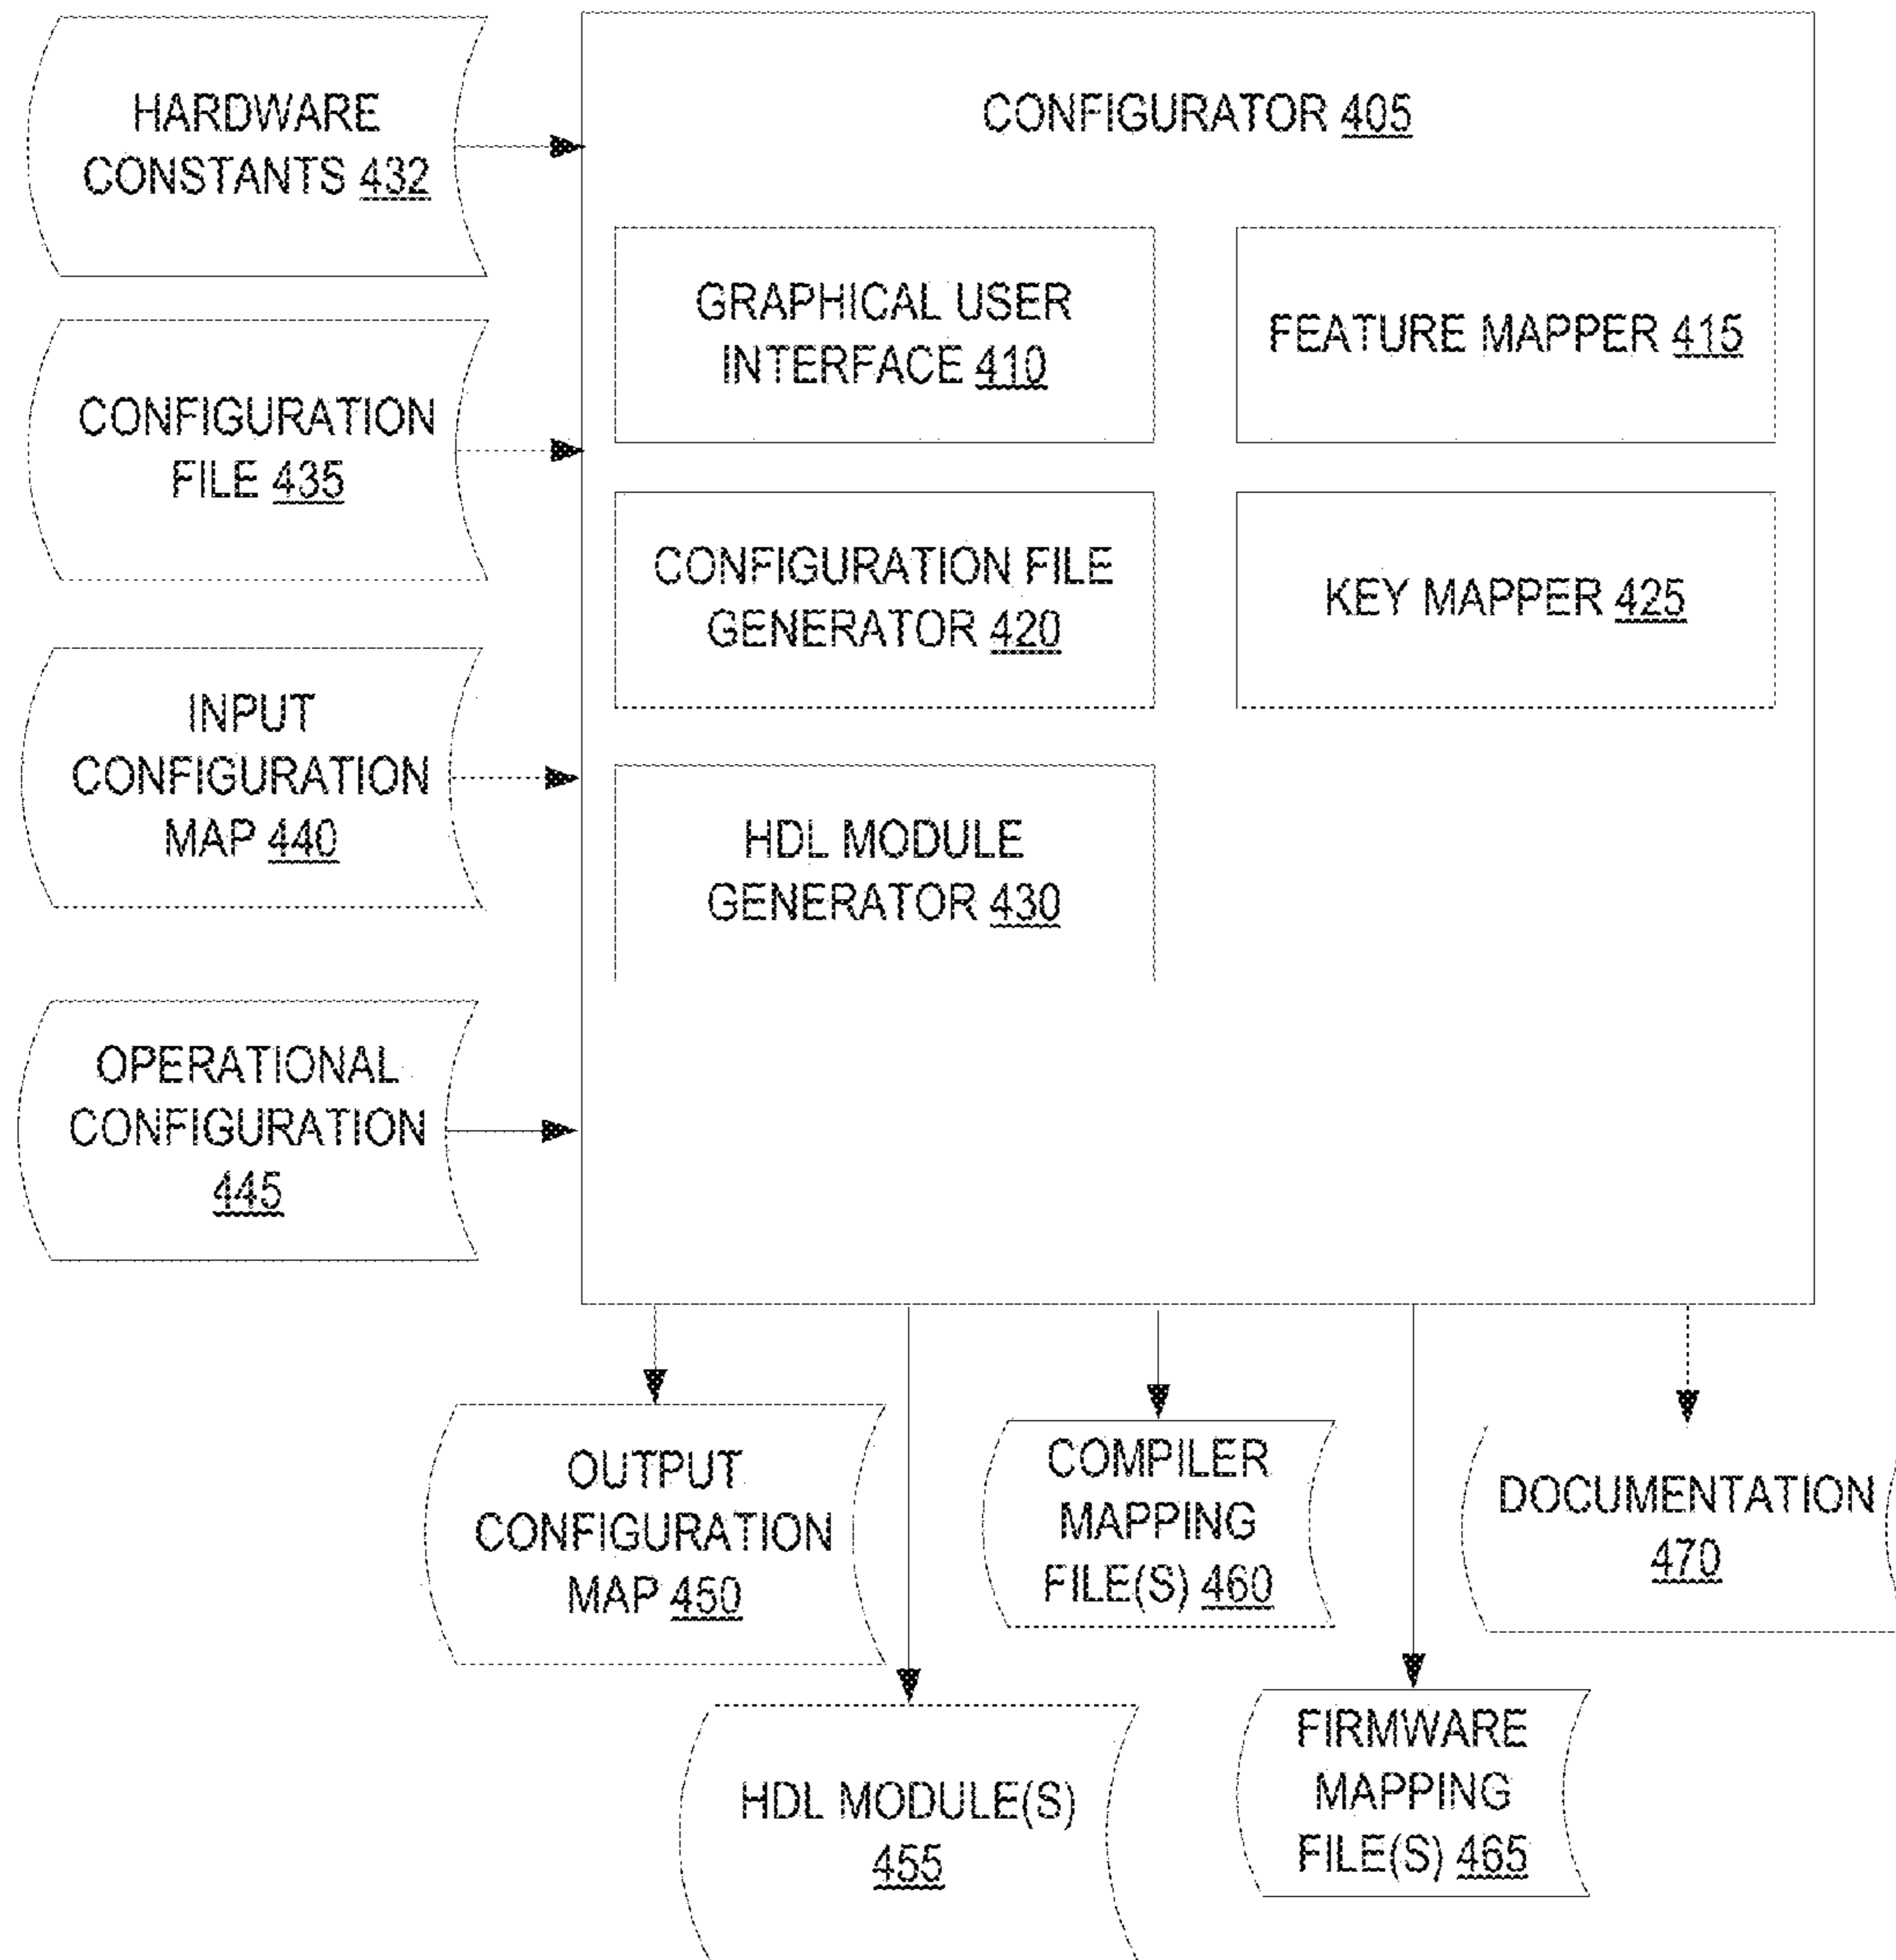 HARDWARE
CONSTANTS 432
CONFIGURATOR 405
GRAPHICAL USER
INTERFACE 410
FEATURE MAPPER 415
CONFIGURATION
FILE 435
CONFIGURATION FILE
GENERATOR 420
KEY MAPPER 425
INPUT
CONFIGURATION
MAP 440
HDL MODULE
GENERATOR 430
OPERATIONAL
CONFIGURATION
445
OUTPUT
CONFIGURATION
MAP 450
COMPILER
MAPPING
FILE(S) 460
DOCUMENTATION
470
HDL MODULE(S)
455
FIRMWARE
MAPPING
FILE(S) 465